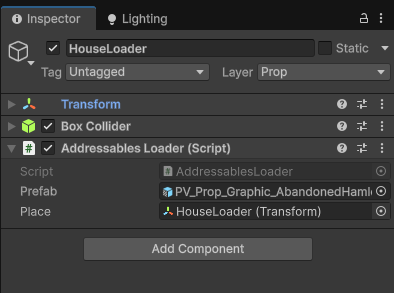 Inspector Lighting
HouseLoader Static
Tag Untagged Layer Prop
Transform
Box Collider
# Addressables Loader (Script)
Script # AddressablesLoader
Prefab PV_Prop_Graphic_AbandonedHaml
Place HouseLoader (Transform)
Add Component